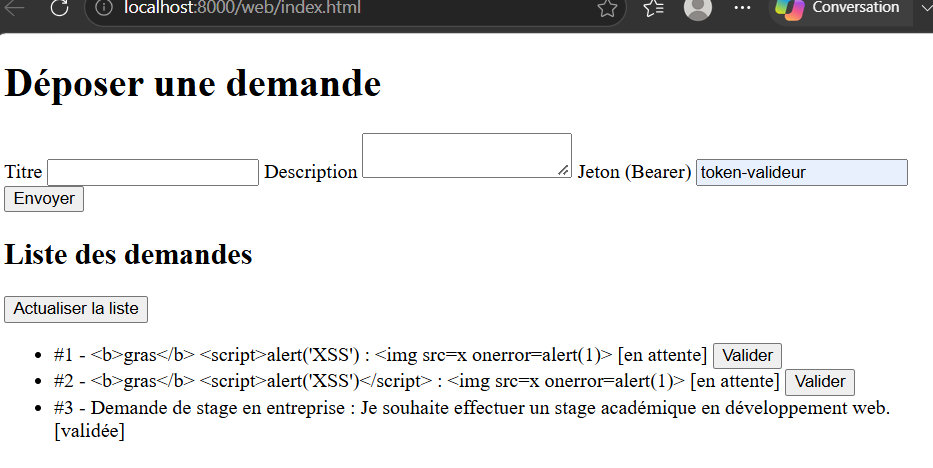 localhost:8000/web/index.html
Conversation
Déposer une demande
Titre Description Jeton (Bearer) token-valideur
Envoyer
Liste des demandes
Actualiser la liste
#1 - <b>gras</b> <script>alert('XSS') : <img src=x onerror=alert(1)> [en attente] Valider
#2 - <b>gras</b> <script>alert('XSS')</script> : <img src=x onerror=alert(1)> [en attente] Valider
#3 - Demande de stage en entreprise : Je souhaite effectuer un stage académique en développement web.
[validée]